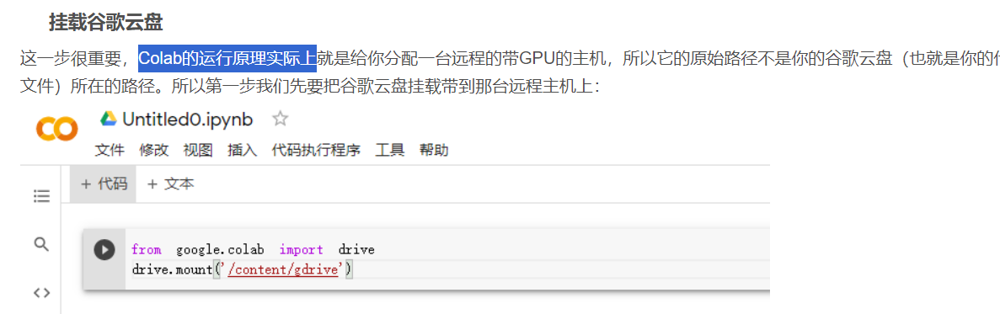 挂载谷歌云盘
这一步很重要，Colab的运行原理实际上就是给你分配一台远程的带GPU的主机，所以它的原始路径不是你的谷歌云盘（也就是你的
文件）所在的路径。所以第一步我们先要把谷歌云盘挂载带到那台远程主机上：
Untitled0.ipynb
文件 修改 视图 插入 代码执行程序 工具 帮助
+ 代码 + 文本
from google.colab import drive
drive.mount('/content/gdrive')